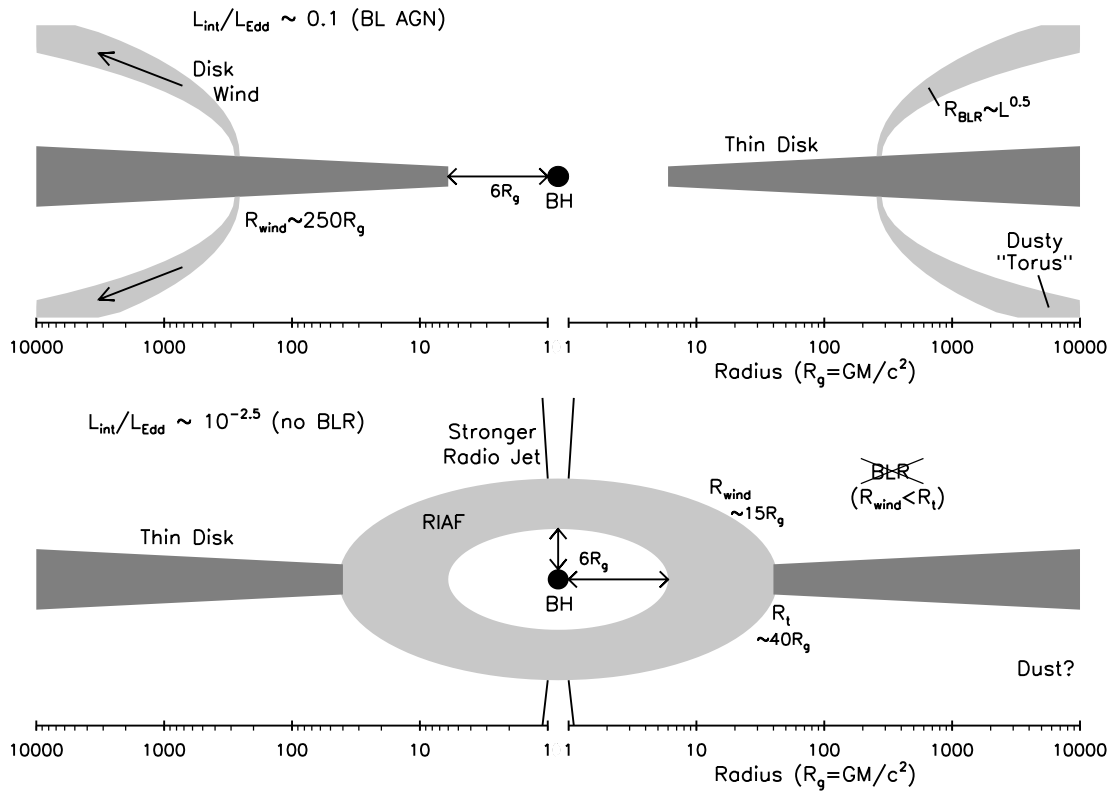 L_int/L_Edd ~ 0.1 (BL AGN)
Disk
Wind
R_BLR~L^0.5
Thin Disk
6R_g
BH
R_wind~250R_g
Dusty
"Torus"
10000 1000 100 10 1 1 10 100 1000 10000
Radius (R_g=GM/c^2)
L_int/L_Edd ~ 10^-2.5 (no BLR)
Stronger
Radio Jet
BLR
(R_wind<R_t)
R_wind
~15R_g
RIAF
Thin Disk
6R_g
BH
R_t
~40R_g
Dust?
10000 1000 100 10 1 1 10 100 1000 10000
Radius (R_g=GM/c^2)